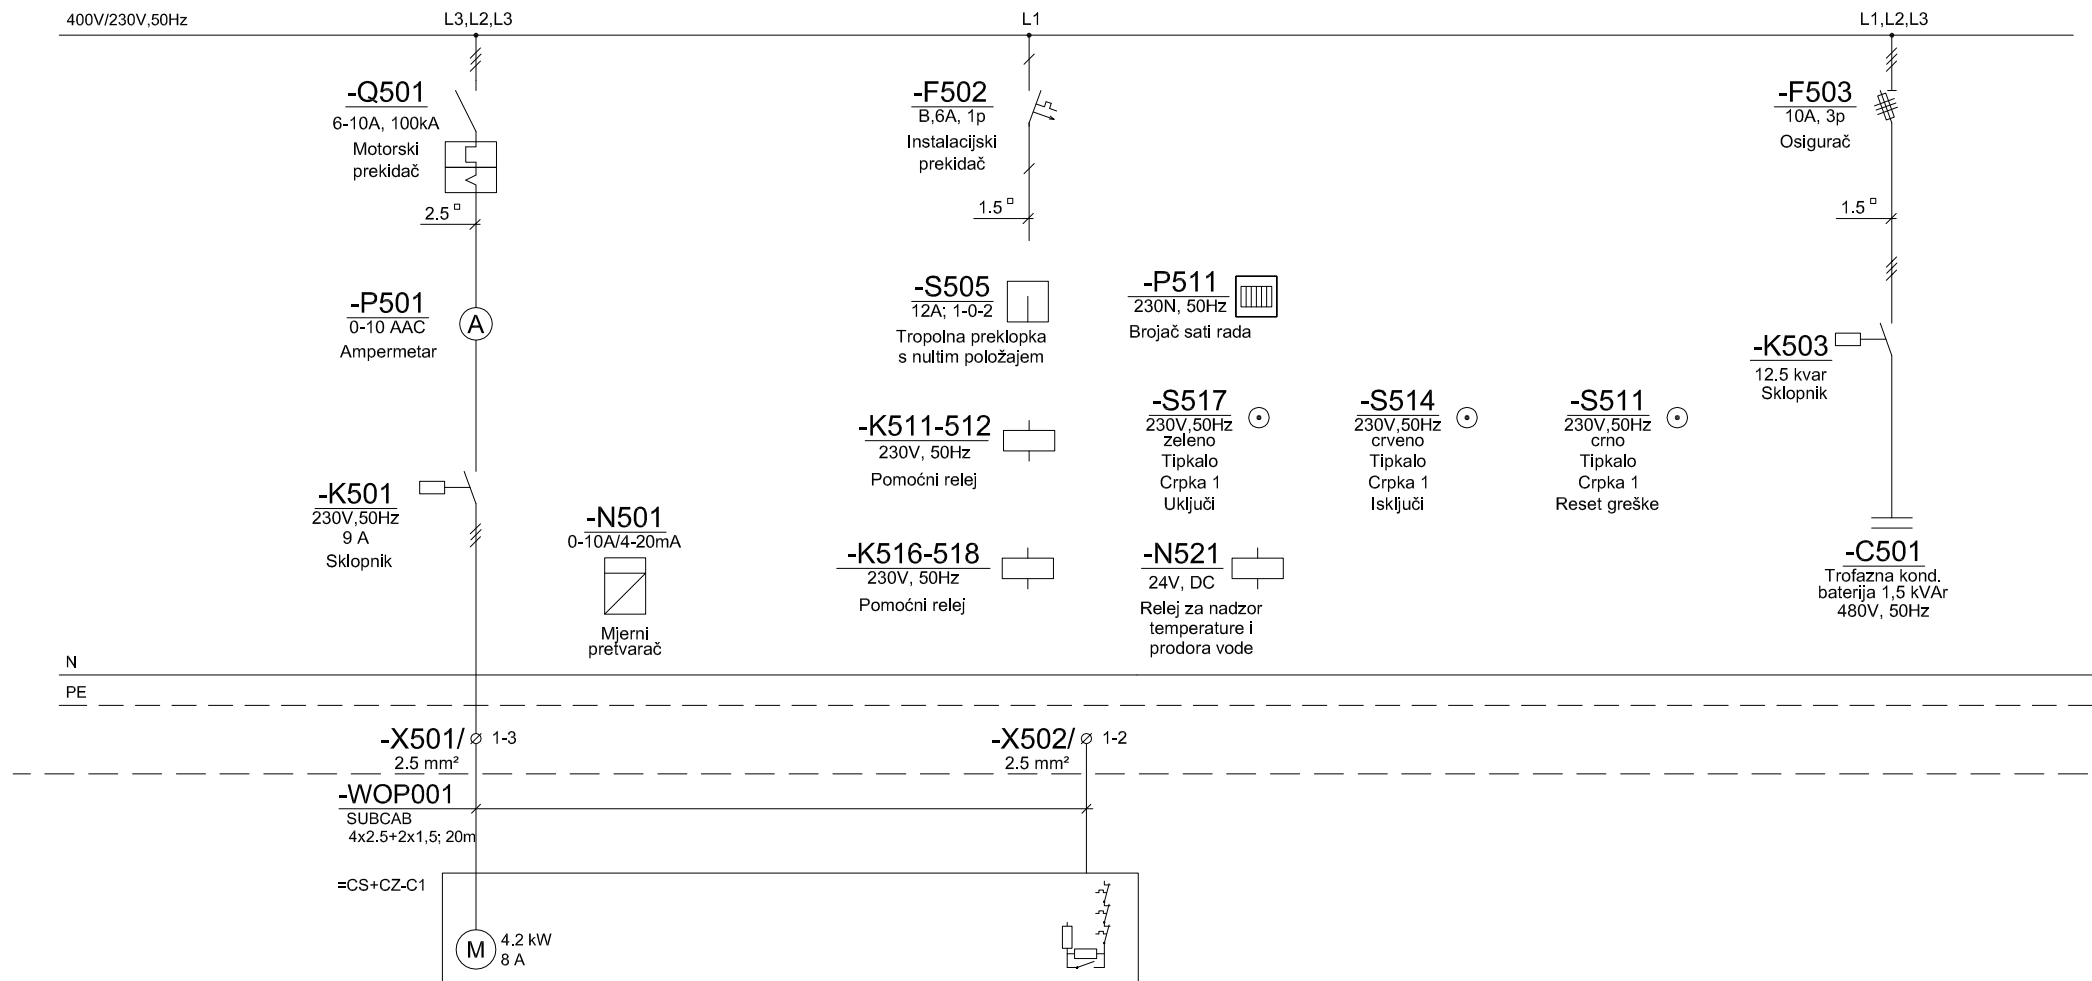 400V/230V,50Hz
L3,L2,L3
L1
L1,L2,L3
-Q501
6-10A, 100kA
Motorski
prekidač
2.5
-F502
B,6A, 1p
Instalacijski
prekidač
1.5
-F503
10A, 3p
Osigurač
1.5
-P501
0-10 AAC
Ampermetar
A
-S505
12A; 1-0-2
Tropolna preklopka
s nultim položajem
-P511
230N, 50Hz
Brojač sati rada
-K503
12.5 kvar
Sklopnik
-K511-512
230V, 50Hz
Pomoćni relej
-S517
230V,50Hz
zeleno
Tipkalo
Crpka 1
Uključi
-S514
230V,50Hz
crveno
Tipkalo
Crpka 1
Isključi
-S511
230V,50Hz
crno
Tipkalo
Crpka 1
Reset greške
-K501
230V,50Hz
9 A
Sklopnik
-N501
0-10A/4-20mA
Mjerni
pretvarač
-K516-518
230V, 50Hz
Pomoćni relej
-N521
24V, DC
Relej za nadzor
temperature i
prodora vode
-C501
Trofazna kond.
baterija 1,5 kVAr
480V, 50Hz
N
PE
-X501/ 1-3
2.5 mm²
-X502/ 1-2
2.5 mm²
-WOP001
SUBCAB
4x2.5+2x1,5; 20m
=CS+CZ-C1
M
4.2 kW
8 A